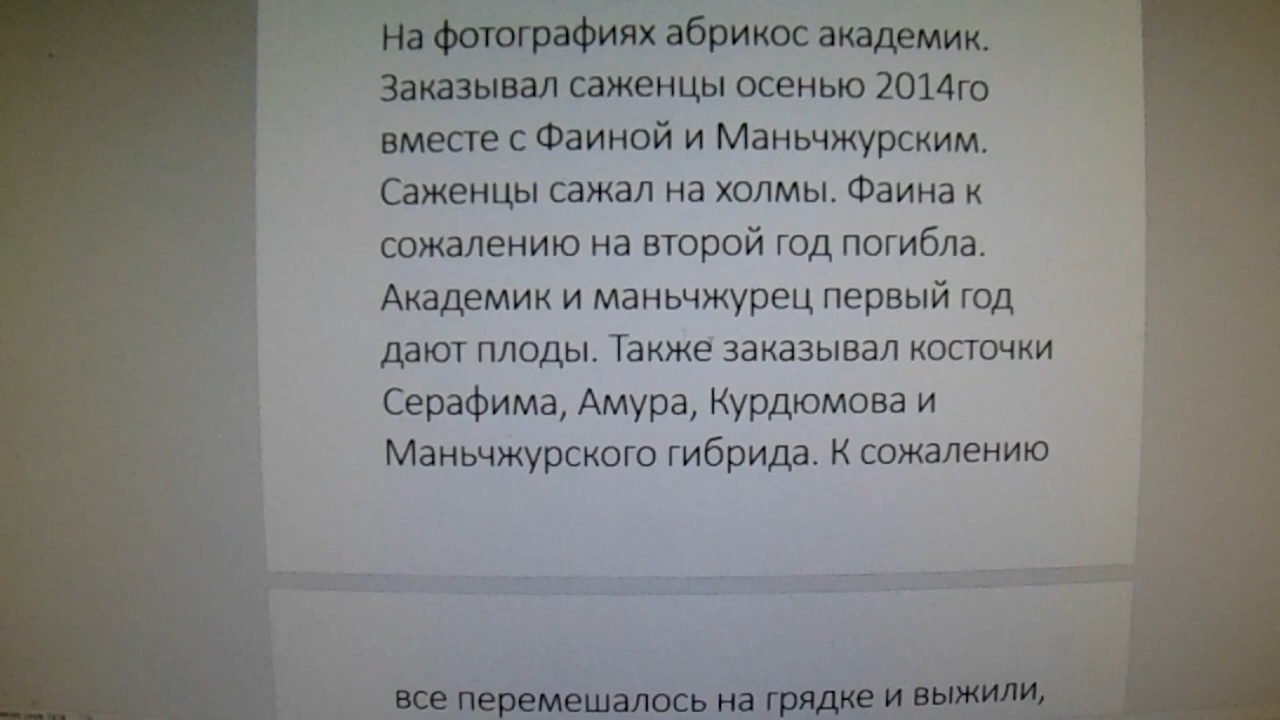 На фотографиях абрикос академик.
Заказывал саженцы осенью 2014го
вместе с Фаиной и Маньчжурским.
Саженцы сажал на холмы. Фаина к
сожалению на второй год погибла.
Академик и маньчжурец первый год
дают плоды. Также заказывал косточки
Серафима, Амура, Курдюмова и
Маньчжурского гибрида. К сожалению
все перемешалось на грядке и выжили,